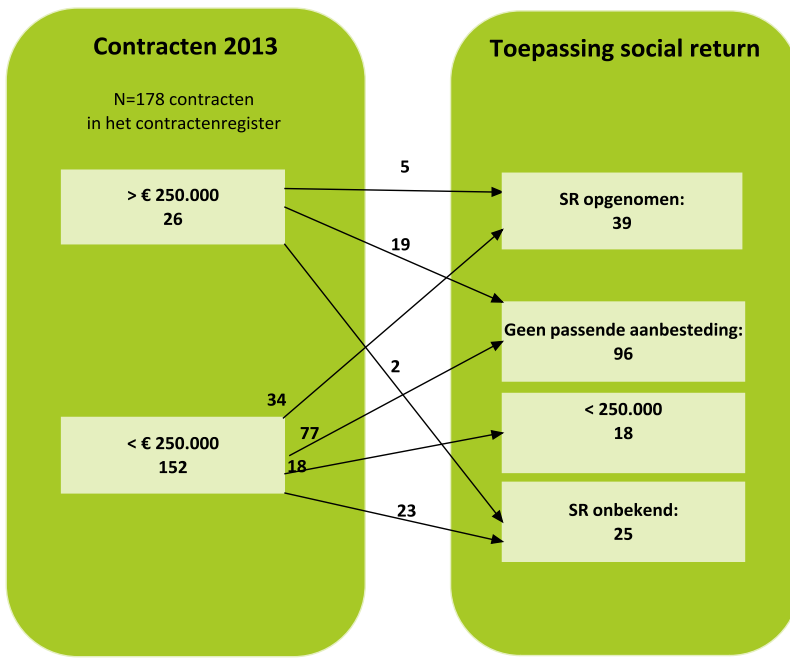 Contracten 2013
N=178 contracten
in het contractenregister
> € 250.000
26
< € 250.000
152
5
19
2
34
77
18
23
Toepassing social return
SR opgenomen:
39
Geen passende aanbesteding:
96
< 250.000
18
SR onbekend:
25